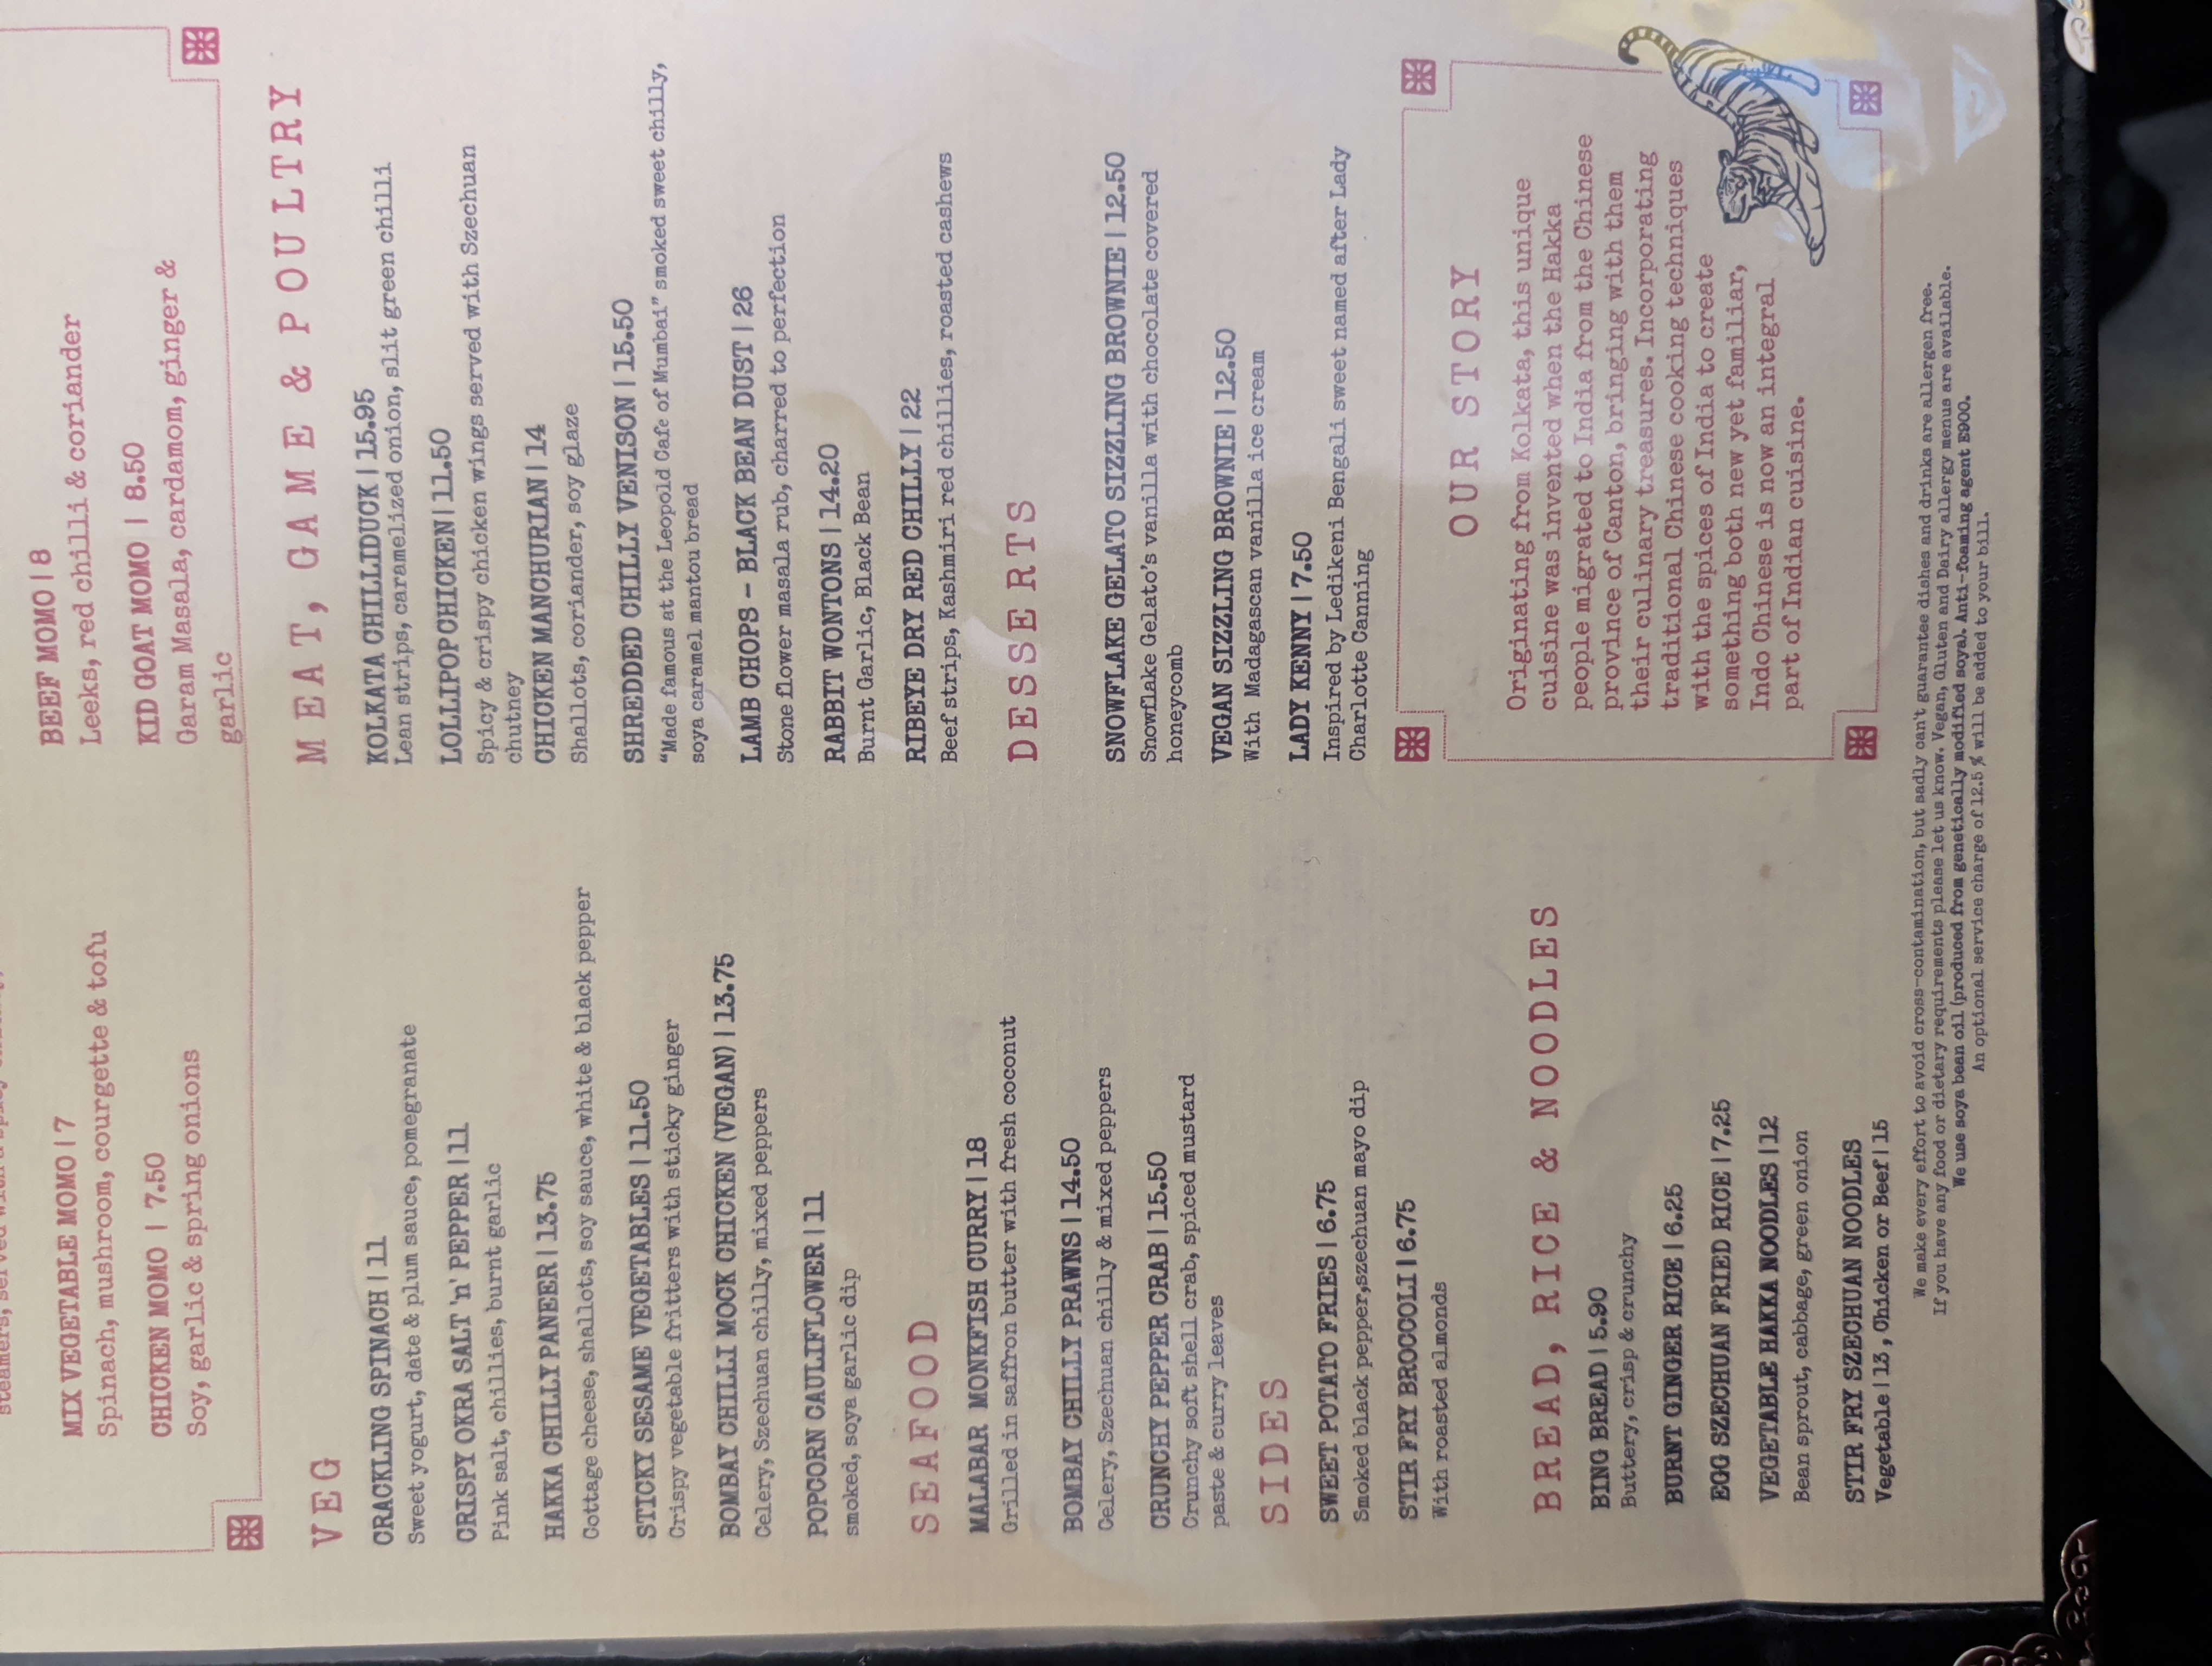 steamers, served with a spicy
MIX VEGETABLE MOMO | 7
Spinach, mushroom, courgette & tofu
CHICKEN MOMO | 7.50
Soy, garlic & spring onions
BEEF MOMO | 8
Leeks, red chilli & coriander
KID GOAT MOMO | 8.50
Garam Masala, cardamom, ginger &
garlic
VEG
CRACKLING SPINACH | 11
Sweet yogurt, date & plum sauce, pomegranate
CRISPY OKRA SALT 'n' PEPPER | 11
Pink salt, chillies, burnt garlic
HAKKA CHILLY PANEER | 13.75
Cottage cheese, shallots, soy sauce, white & black pepper
STICKY SESAME VEGETABLES | 11.50
Crispy vegetable fritters with sticky ginger
BOMBAY CHILLI MOCK CHICKEN (VEGAN) | 13.75
Celery, Szechuan chilly, mixed peppers
POPCORN CAULIFLOWER | 11
smoked, soya garlic dip
SEAFOOD
MALABAR MONKFISH CURRY | 18
Grilled in saffron butter with fresh coconut
BOMBAY CHILLY PRAWNS | 14.50
Celery, Szechuan chilly & mixed peppers
CRUNCHY PEPPER CRAB | 15.50
Crunchy soft shell crab, spiced mustard
paste & curry leaves
SIDES
SWEET POTATO FRIES | 6.75
Smoked black pepper,szechuan mayo dip
STIR FRY BROCCOLI | 6.75
With roasted almonds
BREAD, RICE & NOODLES
BING BREAD | 5.90
Buttery, crisp & crunchy
BURNT GINGER RICE | 6.25
EGG SZECHUAN FRIED RICE | 7.25
VEGETABLE HAKKA NOODLES | 12
Bean sprout, cabbage, green onion
STIR FRY SZECHUAN NOODLES
Vegetable | 13 , Chicken or Beef | 15
MEAT, GAME & POULTRY
KOLKATA CHILLIDUCK | 15.95
Lean strips, caramelized onion, slit green chilli
LOLLIPOP CHICKEN | 11.50
Spicy & crispy chicken wings served with Szechuan
chutney
CHICKEN MANCHURIAN | 14
Shallots, coriander, soy glaze
SHREDDED CHILLY VENISON | 15.50
“Made famous at the Leopold Cafe of Mumbai” smoked sweet chilly,
soya caramel mantou bread
LAMB CHOPS – BLACK BEAN DUST | 26
Stone flower masala rub, charred to perfection
RABBIT WONTONS | 14.20
Burnt Garlic, Black Bean
RIBEYE DRY RED CHILLY | 22
Beef strips, Kashmiri red chillies, roasted cashews
DESSERTS
SNOWFLAKE GELATO SIZZLING BROWNIE | 12.50
Snowflake Gelato’s vanilla with chocolate covered
honeycomb
VEGAN SIZZLING BROWNIE | 12.50
With Madagascan vanilla ice cream
LADY KENNY | 7.50
Inspired by Ledikeni Bengali sweet named after Lady
Charlotte Canning
OUR STORY
Originating from Kolkata, this unique
cuisine was invented when the Hakka
people migrated to India from the Chinese
province of Canton, bringing with them
their culinary treasures. Incorporating
traditional Chinese cooking techniques
with the spices of India to create
something both new yet familiar,
Indo Chinese is now an integral
part of Indian cuisine.
We make every effort to avoid cross-contamination, but sadly can't guarantee dishes and drinks are allergen free.
If you have any food or dietary requirements please let us know. Vegan, Gluten and Dairy allergy menus are available.
We use soya bean oil (produced from genetically modified soya). Anti-foaming agent E900.
An optional service charge of 12.5 % will be added to your bill.